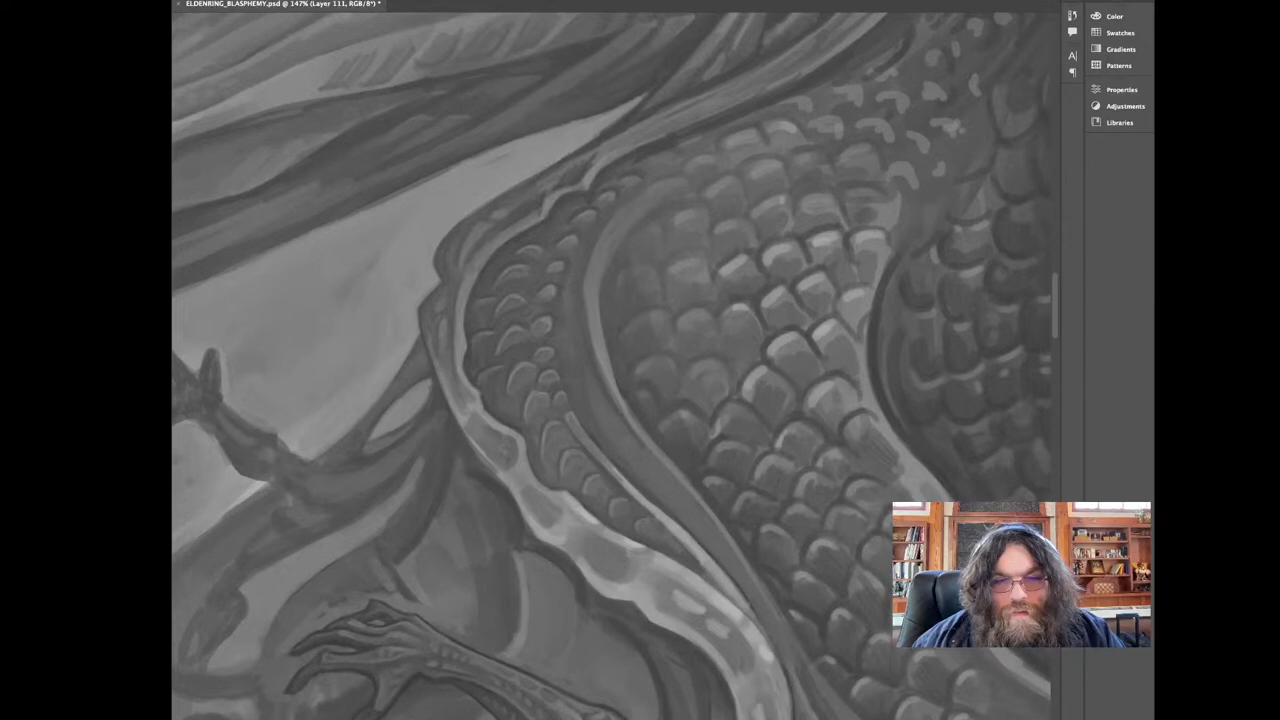 × ELDENRING_BLASPHEMY.psd @ 147% (Layer 111, RGB/8*) *
Color
Swatches
Gradients
Patterns
Properties
Adjustments
Libraries